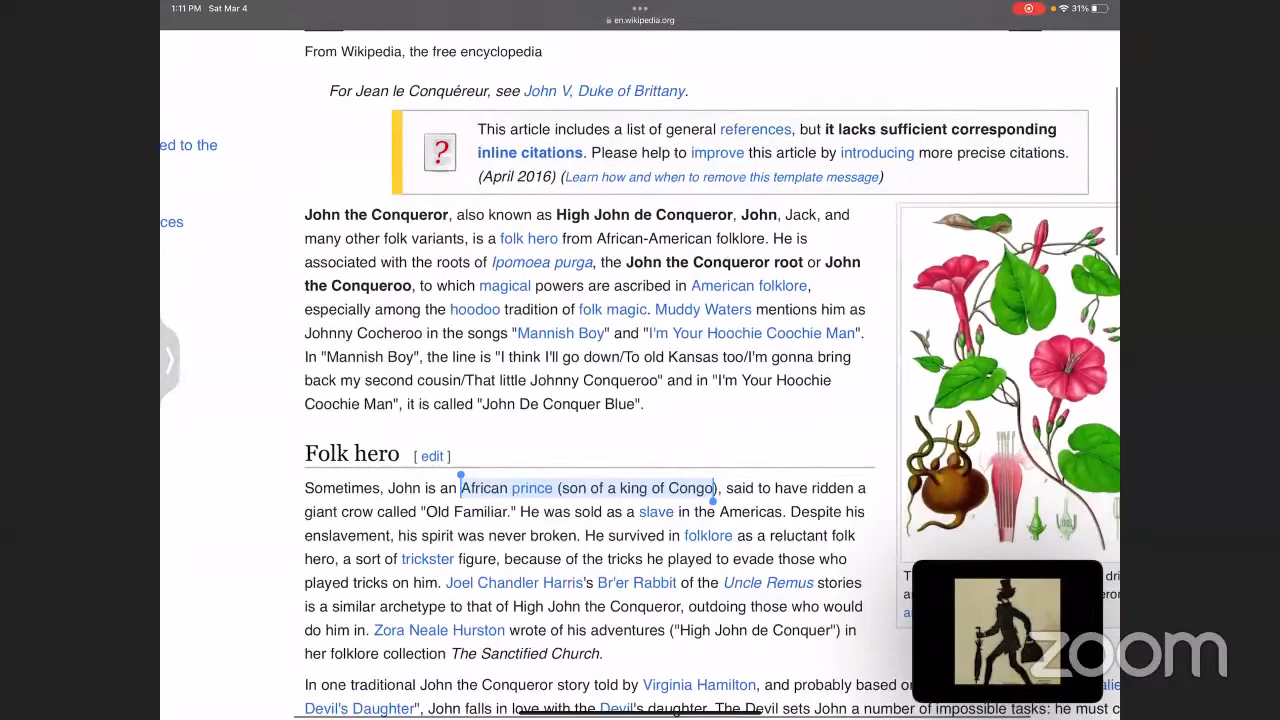 1:11 PM Sat Mar 4
31%
en.wikipedia.org
From Wikipedia, the free encyclopedia
For Jean le Conquéreur, see John V, Duke of Brittany.
ed to the
ces
?
This article includes a list of general references, but it lacks sufficient corresponding
inline citations. Please help to improve this article by introducing more precise citations.
(April 2016) (Learn how and when to remove this template message)
John the Conqueror, also known as High John de Conqueror, John, Jack, and
many other folk variants, is a folk hero from African-American folklore. He is
associated with the roots of Ipomoea purga, the John the Conqueror root or John
the Conqueroo, to which magical powers are ascribed in American folklore,
especially among the hoodoo tradition of folk magic. Muddy Waters mentions him as
Johnny Cocheroo in the songs "Mannish Boy" and "I'm Your Hoochie Coochie Man".
In "Mannish Boy", the line is "I think I'll go down/To old Kansas too/I'm gonna bring
back my second cousin/That little Johnny Conqueroo" and in "I'm Your Hoochie
Coochie Man", it is called "John De Conquer Blue".
Folk hero [ edit ]
Sometimes, John is an African prince (son of a king of Congo), said to have ridden a
giant crow called "Old Familiar." He was sold as a slave in the Americas. Despite his
enslavement, his spirit was never broken. He survived in folklore as a reluctant folk
hero, a sort of trickster figure, because of the tricks he played to evade those who
played tricks on him. Joel Chandler Harris's Br'er Rabbit of the Uncle Remus stories
is a similar archetype to that of High John the Conqueror, outdoing those who would
do him in. Zora Neale Hurston wrote of his adventures ("High John de Conquer") in
her folklore collection The Sanctified Church.
In one traditional John the Conqueror story told by Virginia Hamilton, and probably based
Devil's Daughter", John falls in love with the Devil's daughter. The Devil sets John a number of impossible tasks: he must
zoom